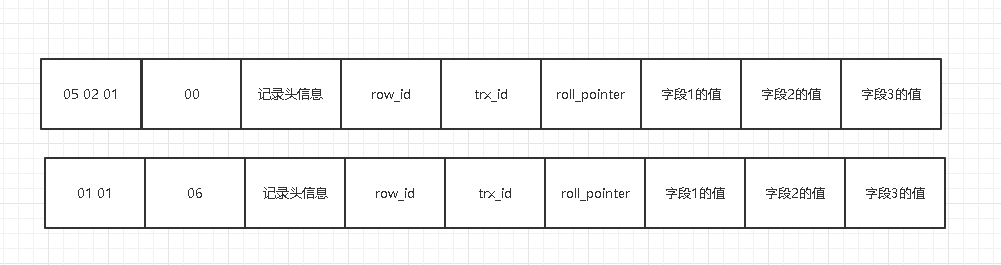 05 02 01 00 记录头信息 row_id trx_id roll_pointer 字段1的值 字段2的值 字段3的值
01 01 06 记录头信息 row_id trx_id roll_pointer 字段1的值 字段2的值 字段3的值